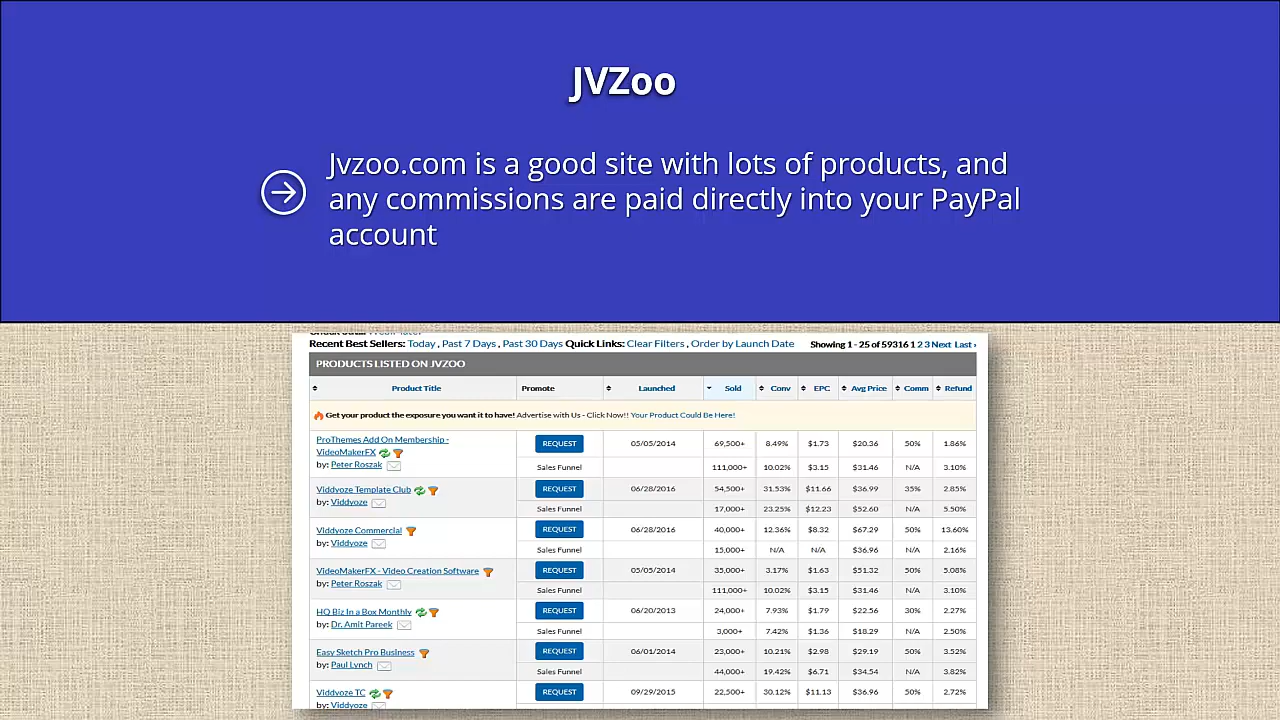 JVZoo
Jvzoo.com is a good site with lots of products, and
any commissions are paid directly into your PayPal
account
Recent Best Sellers: Today , Past 7 Days , Past 30 Days Quick Links: Clear Filters , Order by Launch Date Showing 1 - 25 of 59316 1 2 3 Next Last ›
PRODUCTS LISTED ON JVZOO
Product Title Promote Launched Sold Conv EPC Avg Price Comm Refund
Get your product the exposure you want it to have! Advertise with Us - Click Now!! Your Product Could Be Here!
ProThemes Add On Membership -
VideoMakerFX REQUEST 05/05/2014 69,500+ 8.49% $1.73 $20.36 50% 1.86%
by: Peter Roszak Sales Funnel 111,000+ 10.02% $3.15 $31.46 N/A 3.10%
Viddyoze Template Club REQUEST 06/28/2016 54,500+ 31.53% $11.66 $36.99 35% 2.85%
by: Viddyoze Sales Funnel 17,000+ 23.25% $12.23 $52.60 N/A 5.50%
Viddyoze Commercial REQUEST 06/28/2016 40,000+ 12.36% $8.32 $67.29 50% 13.60%
by: Viddyoze Sales Funnel 15,000+ N/A N/A $36.96 N/A 2.16%
VideoMakerFX - Video Creation Software REQUEST 05/05/2014 35,000+ 3.17% $1.63 $51.32 50% 5.08%
by: Peter Roszak Sales Funnel 111,000+ 10.02% $3.15 $31.46 N/A 3.10%
HQ Biz In a Box Monthly REQUEST 06/20/2013 24,000+ 7.93% $1.79 $22.56 30% 2.27%
by: Dr. Amit Pareek Sales Funnel 3,000+ 7.42% $1.36 $18.29 N/A 2.50%
Easy Sketch Pro Business REQUEST 06/01/2014 23,000+ 10.21% $2.98 $29.19 50% 3.52%
by: Paul Lynch Sales Funnel 44,000+ 19.42% $6.71 $34.54 N/A 3.82%
Viddyoze TC REQUEST 09/29/2015 22,500+ 30.12% $11.13 $36.96 50% 2.72%
by: Viddyoze